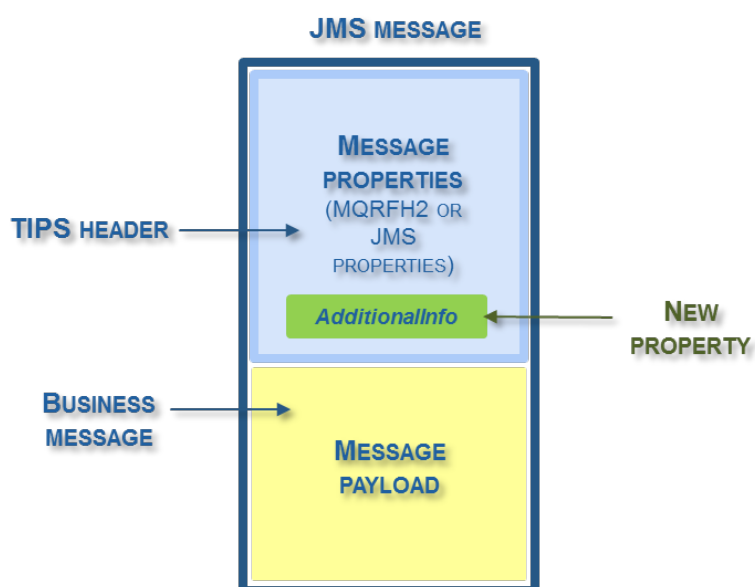 JMS MESSAGE
MESSAGE
PROPERTIES
(MQRFH2 OR
JMS
PROPERTIES)
TIPS HEADER
AdditionalInfo
NEW
PROPERTY
BUSINESS
MESSAGE
MESSAGE
PAYLOAD